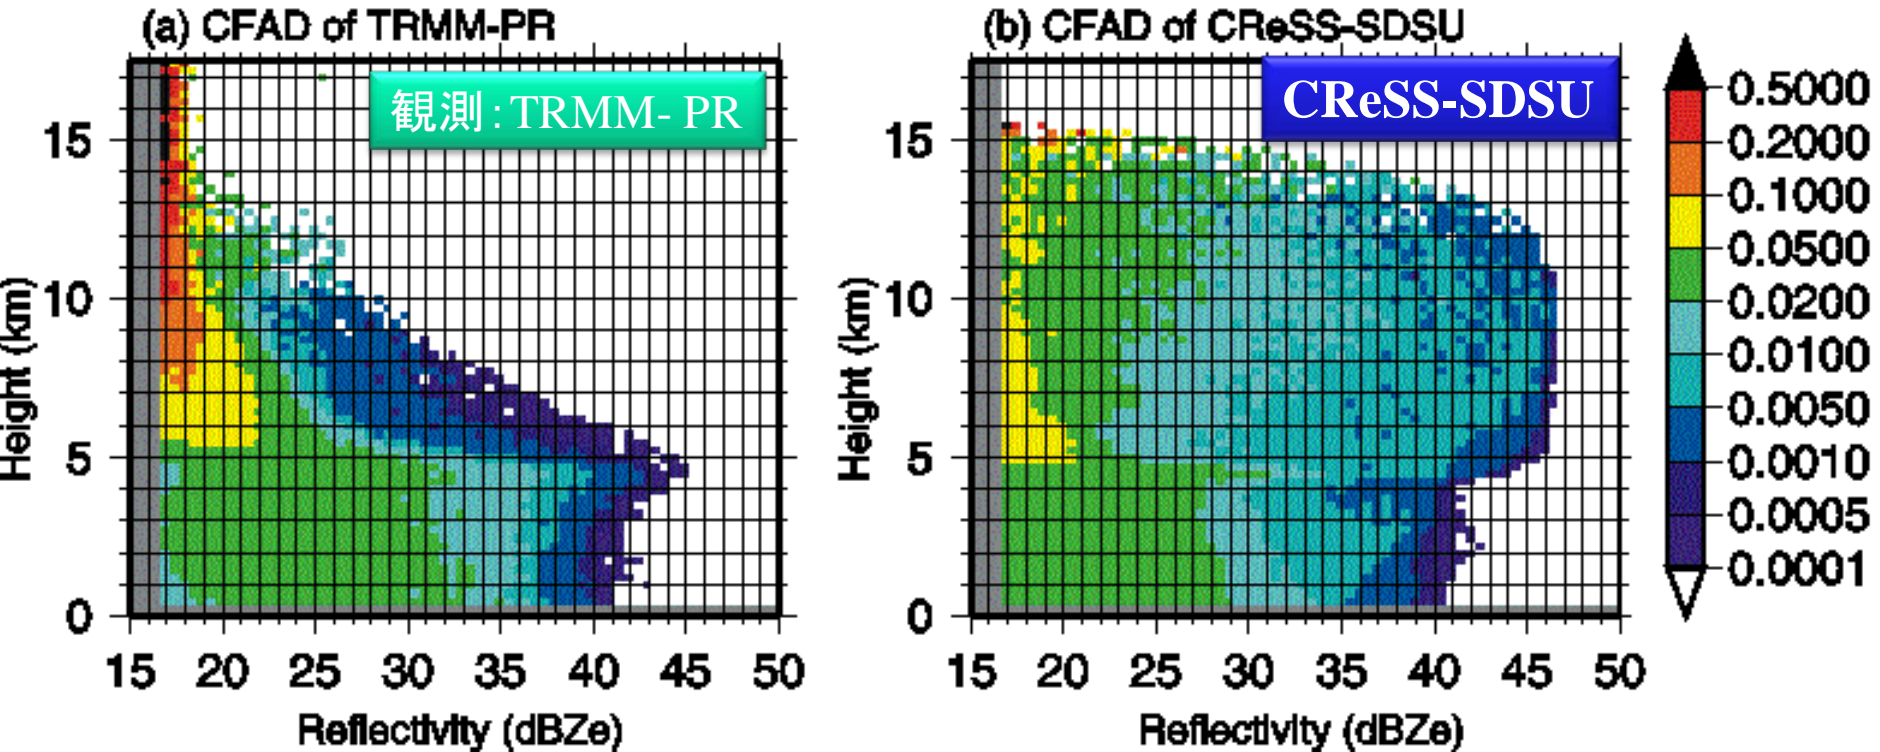 (a) CFAD of TRMM-PR
観測：TRMM- PR
15
10
5
0
Height (km)
15 20 25 30 35 40 45 50
Reflectivity (dBZe)
(b) CFAD of CReSS-SDSU
CReSS-SDSU
15
10
5
0
Height (km)
15 20 25 30 35 40 45 50
Reflectivity (dBZe)
0.5000
0.2000
0.1000
0.0500
0.0200
0.0100
0.0050
0.0010
0.0005
0.0001